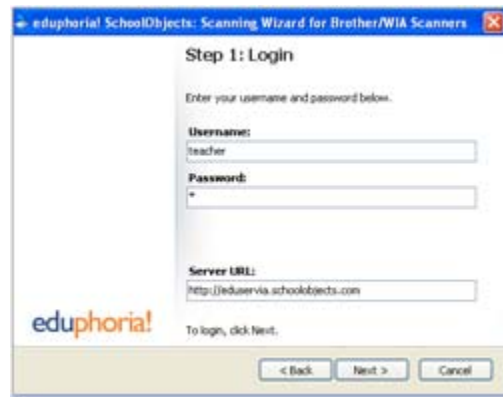 eduphoria! SchoolObjects: Scanning Wizard for Brother/WIA Scanners
Step 1: Login
Enter your username and password below.
Username:
teacher
Password:
*
Server URL:
http://eduservia.schoolobjects.com
eduphoria!
To login, click Next.
< Back
Next >
Cancel